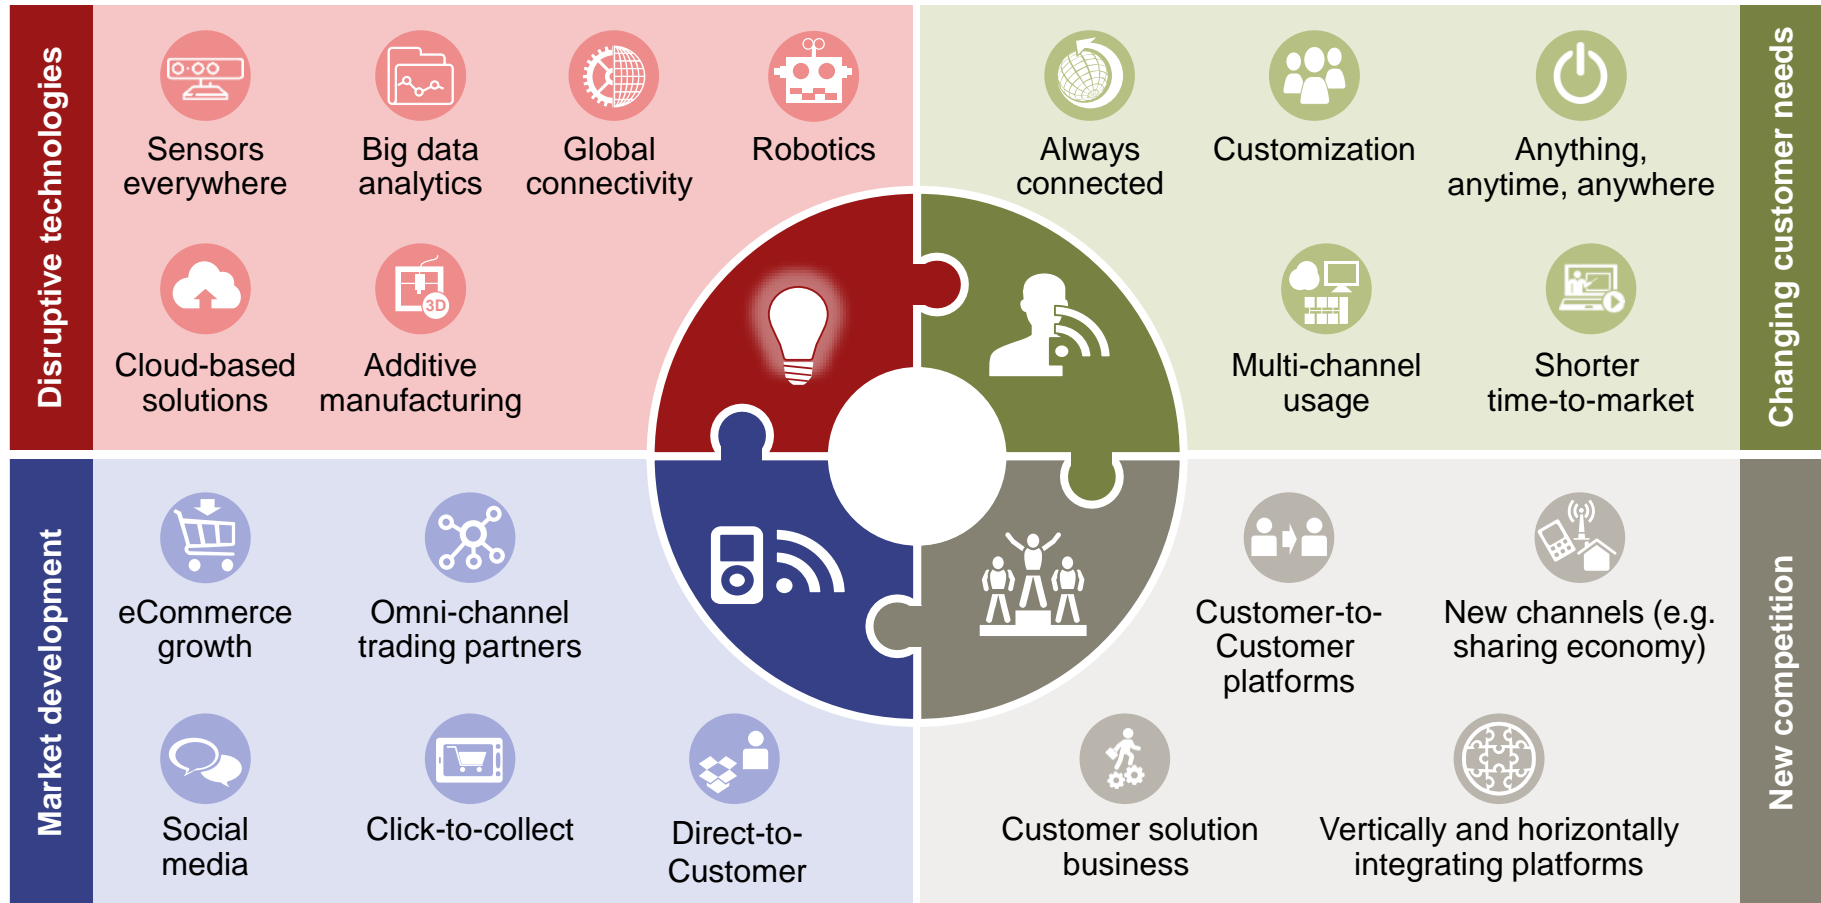 Disruptive technologies
Sensors
everywhere
Big data
analytics
Global
connectivity
Robotics
Cloud-based
solutions
Additive
manufacturing
3D
Changing customer needs
Always
connected
Customization
Anything,
anytime, anywhere
Multi-channel
usage
Shorter
time-to-market
Market development
eCommerce
growth
Omni-channel
trading partners
Social
media
Click-to-collect
Direct-to-
Customer
New competition
Customer-to-
Customer
platforms
New channels (e.g.
sharing economy)
Customer solution
business
Vertically and horizontally
integrating platforms